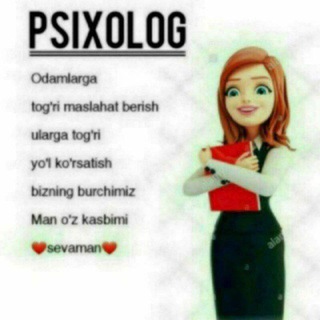 PSIXOLOG
Odamlarga
tog'ri maslahat berish
ularga tog'ri
yo'l ko'rsatish
bizning burchimiz
Man o'z kasbimi
❤sevaman❤